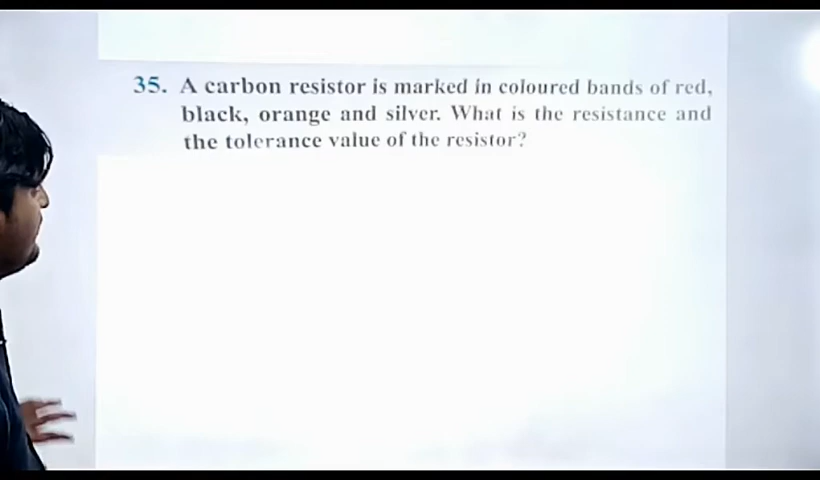 35. A carbon resistor is marked in coloured bands of red,
black, orange and silver. What is the resistance and
the tolerance value of the resistor?